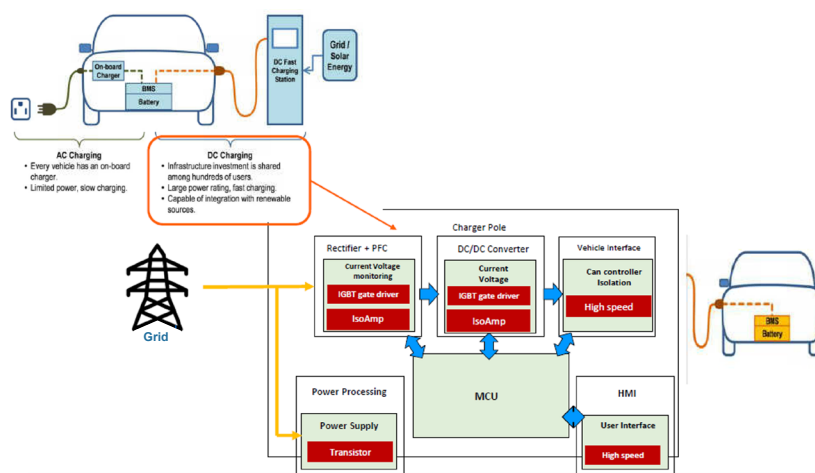 On-board
Charger
BMS
Battery
DC Fast
Charging
Station
Grid /
Solar
Energy
AC Charging
• Every vehicle has an on-board
charger.
• Limited power, slow charging.
DC Charging
• Infrastructure investment is shared
among hundreds of users.
• Large power rating, fast charging.
• Capable of integration with renewable
sources.
Charger Pole
Rectifier + PFC
Current Voltage
monitoring
IGBT gate driver
IsoAmp
DC/DC Converter
Current
Voltage
IGBT gate driver
IsoAmp
Vehicle Interface
Can controller
Isolation
High speed
Grid
BMS
Battery
MCU
Power Processing
Power Supply
Transistor
HMI
User Interface
High speed